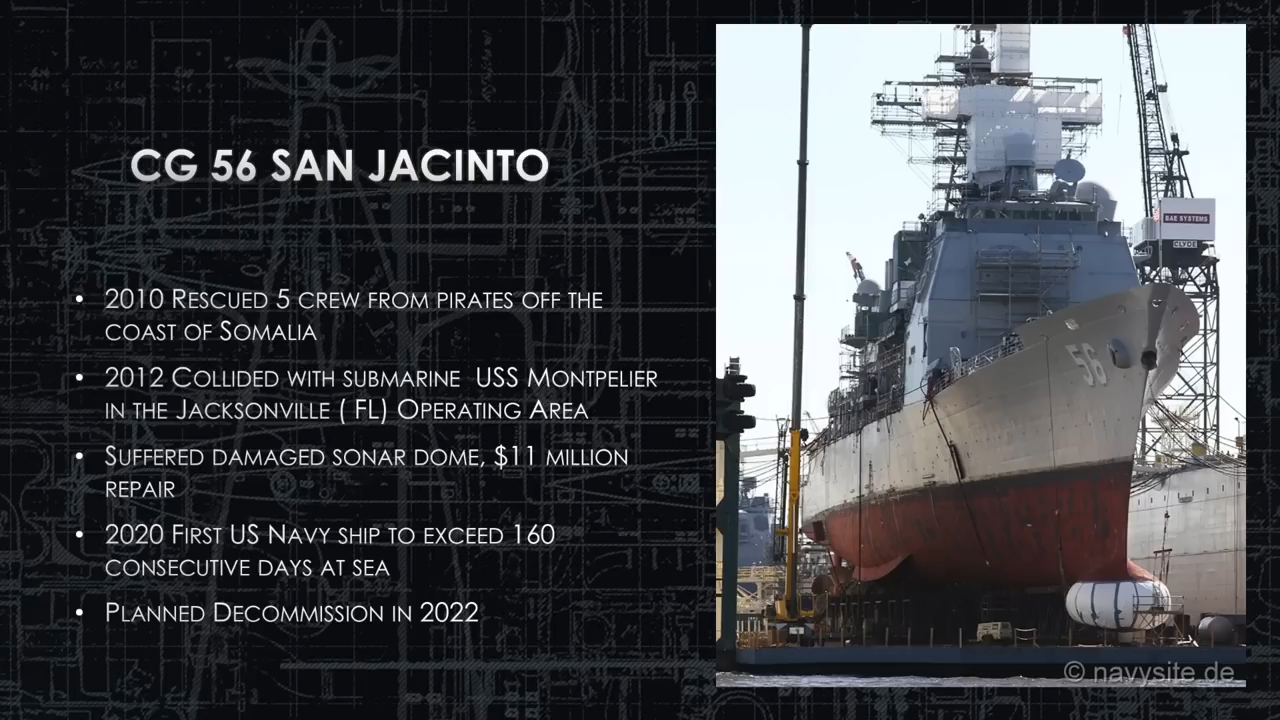 CG 56 SAN JACINTO
• 2010 Rescued 5 crew from pirates off the
coast of Somalia
• 2012 Collided with submarine  USS Montpelier
in the Jacksonville ( FL) Operating Area
• Suffered damaged sonar dome, $11 million
repair
• 2020 First US Navy ship to exceed 160
consecutive days at sea
• Planned Decommission in 2022
BAE SYSTEMS
CLYDE
56
© navysite.de